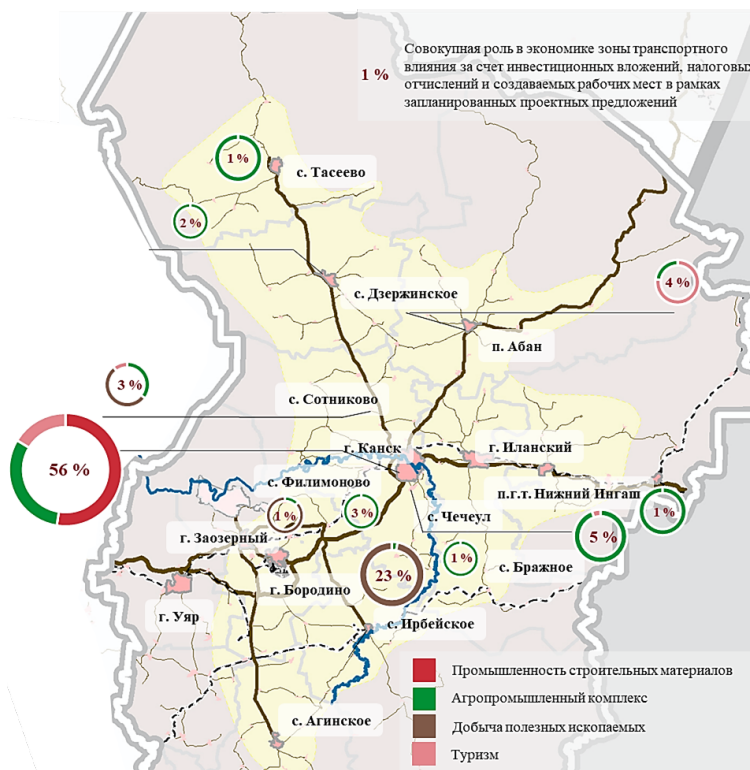 1 %
Совокупная роль в экономике зоны транспортного
влияния за счет инвестиционных вложений, налоговых
отчислений и создаваемых рабочих мест в рамках
запланированных проектных предложений
1 %
с. Тасеево
2 %
4 %
с. Дзержинское
п. Абан
3 %
с. Сотниково
г. Канск
г. Иланский
56 %
с. Филимоново
п.г.т. Нижний Ингаш
1 %
3 %
с. Чечеул
1 %
г. Заозерный
5 %
1 %
с. Бражное
23 %
г. Бородино
г. Уяр
с. Ирбейское
Промышленность строительных материалов
Агропромышленный комплекс
с. Агинское
Добыча полезных ископаемых
Туризм